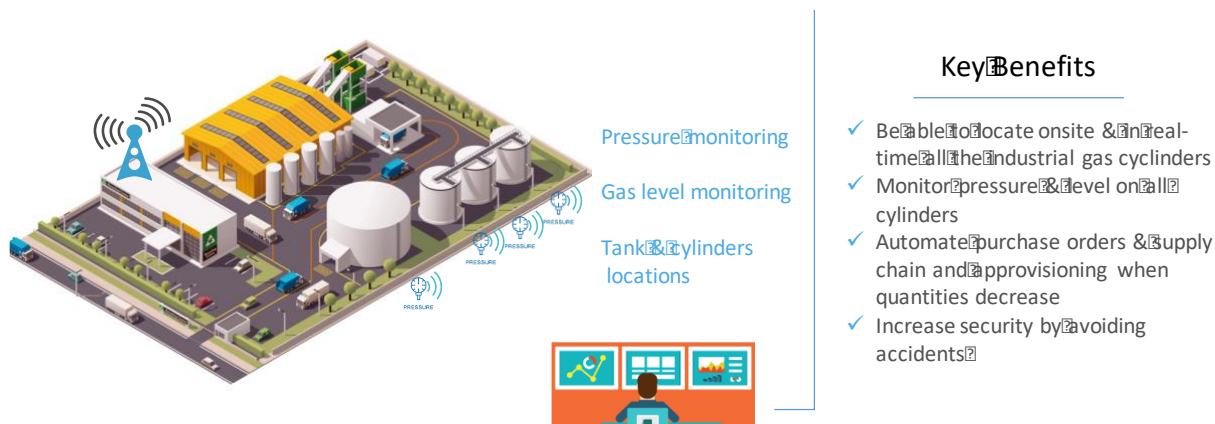 Key Benefits
Pressure monitoring
Gas level monitoring
Tank & cylinders
locations
PRESSURE
PRESSURE
PRESSURE
PRESSURE
Be able to locate onsite & in real-
time all the industrial gas cyclinders
Monitor pressure & level on all
cylinders
Automate purchase orders & supply
chain and approvisioning when
quantities decrease
Increase security by avoiding
accidents